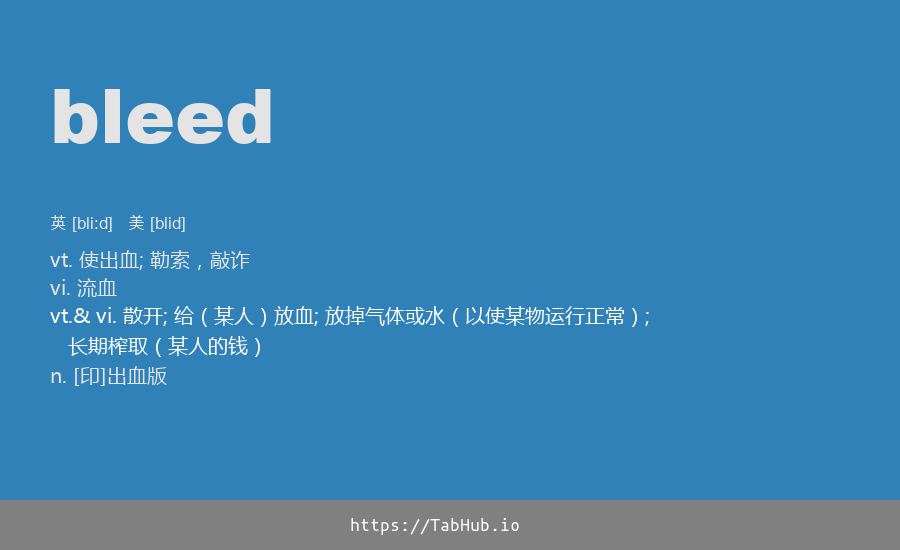 bleed
英 [bli:d] 美 [blid]
vt. 使出血; 勒索，敲诈
vi. 流血
vt.& vi. 散开; 给（某人）放血; 放掉气体或水（以使某物运行正常）;
长期榨取（某人的钱）
n. [印]出血版
https://TabHub.io